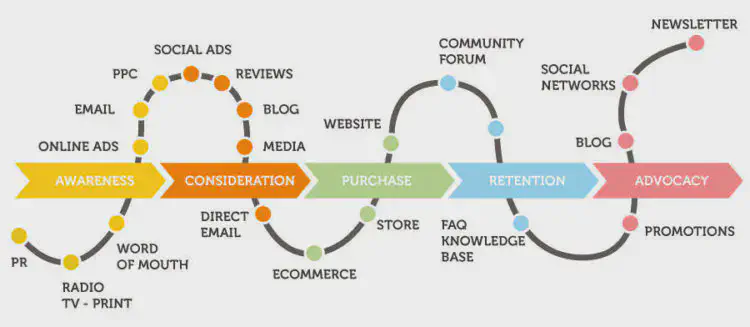 NEWSLETTER
SOCIAL ADS
COMMUNITY
FORUM
PPC
REVIEWS
SOCIAL
NETWORKS
EMAIL
BLOG
WEBSITE
ONLINE ADS
MEDIA
BLOG
AWARENESS
CONSIDERATION
PURCHASE
RETENTION
ADVOCACY
DIRECT
EMAIL
STORE
FAQ
KNOWLEDGE
BASE
PROMOTIONS
WORD
OF MOUTH
PR
ECOMMERCE
RADIO
TV - PRINT